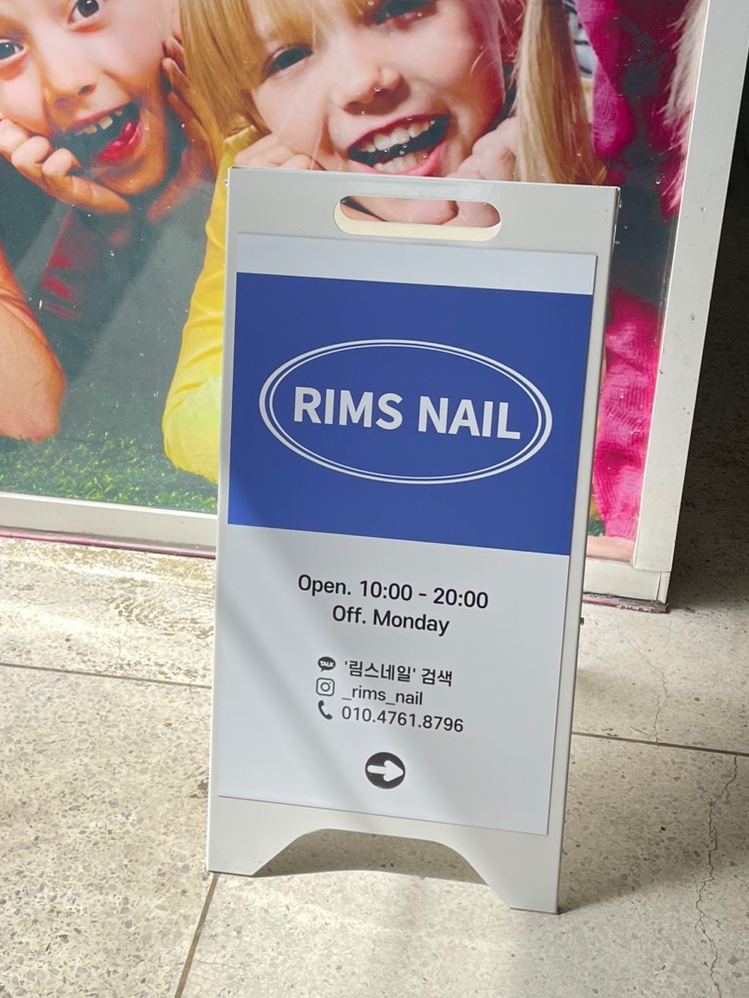 RIMS NAIL
Open. 10:00 - 20:00
Off. Monday
TALK '림스네일' 검색
_rims_nail
010.4761.8796